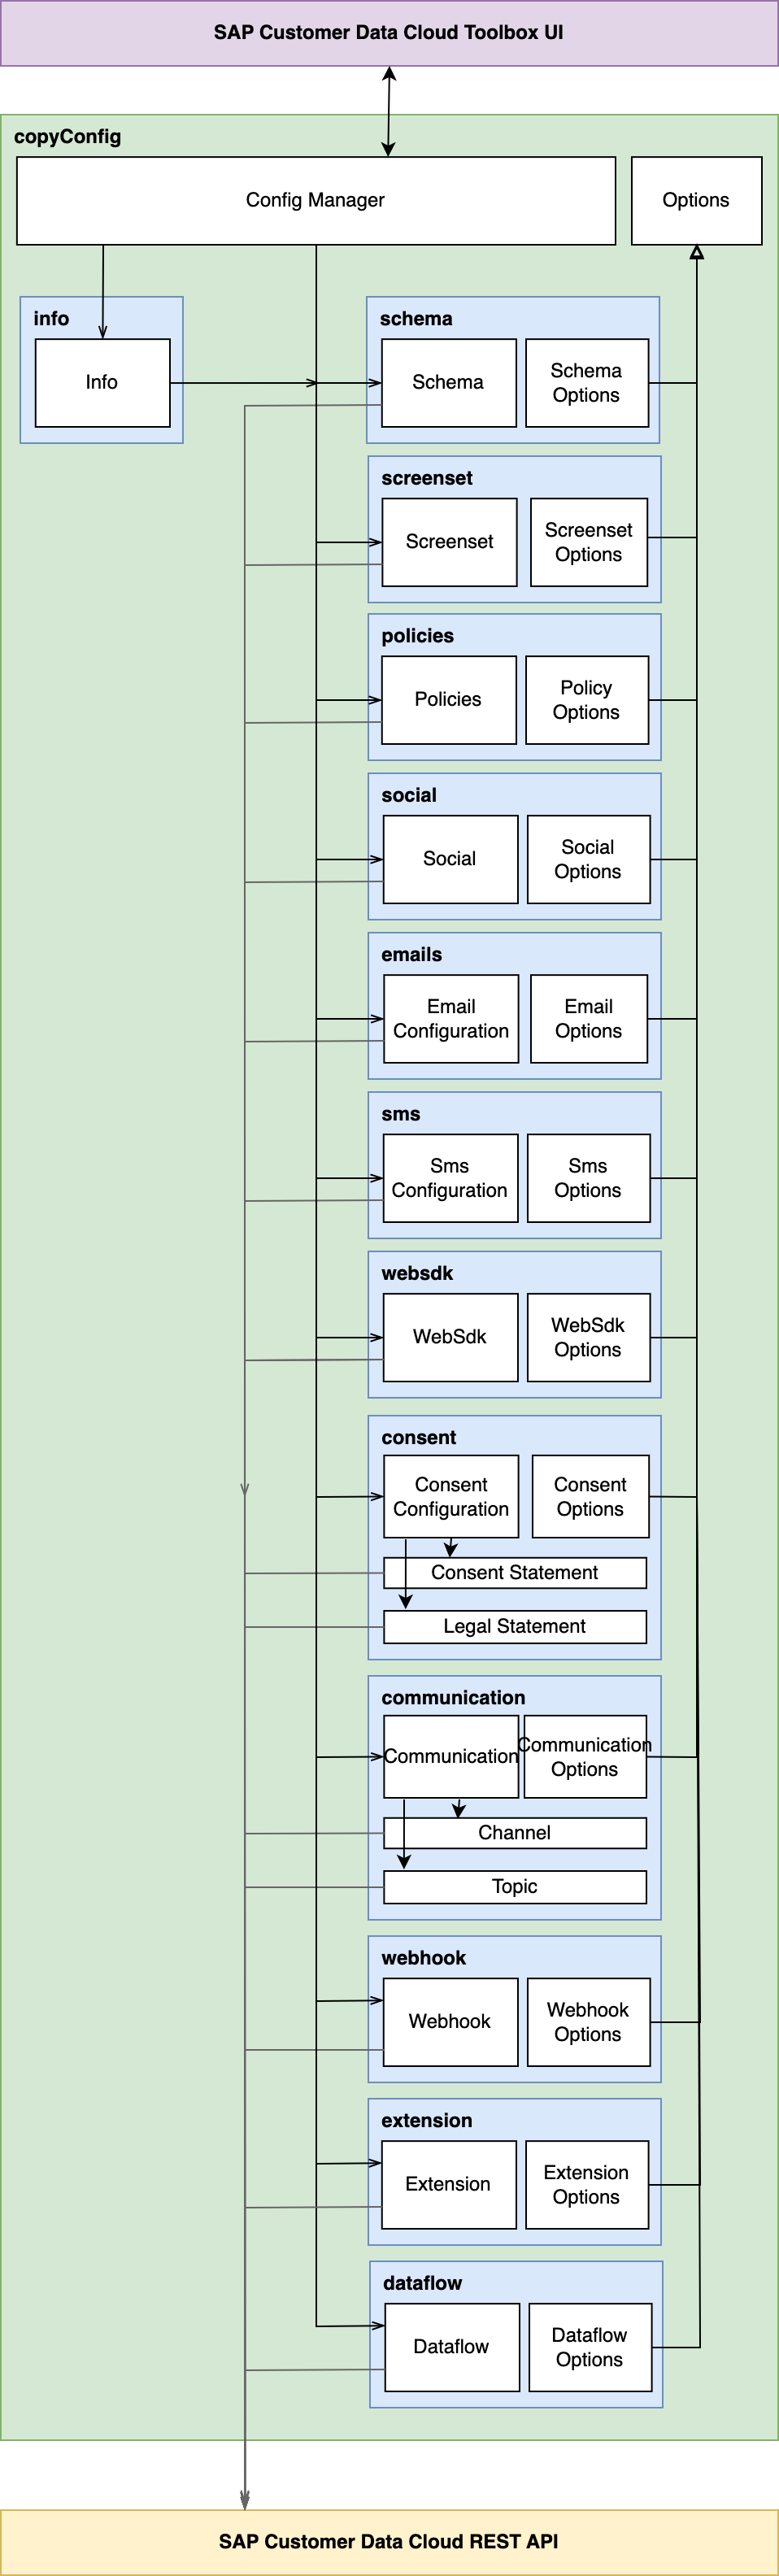 SAP Customer Data Cloud Toolbox UI
copyConfig
Config Manager
Options
info
Info
schema
Schema
Schema
Options
screenset
Screenset
Screenset
Options
policies
Policies
Policy
Options
social
Social
Social
Options
emails
Email
Configuration
Email
Options
sms
Sms
Configuration
Sms
Options
websdk
WebSdk
WebSdk
Options
consent
Consent
Configuration
Consent
Options
Consent Statement
Legal Statement
communication
Communication
Communication
Options
Channel
Topic
webhook
Webhook
Webhook
Options
extension
Extension
Extension
Options
dataflow
Dataflow
Dataflow
Options
SAP Customer Data Cloud REST API